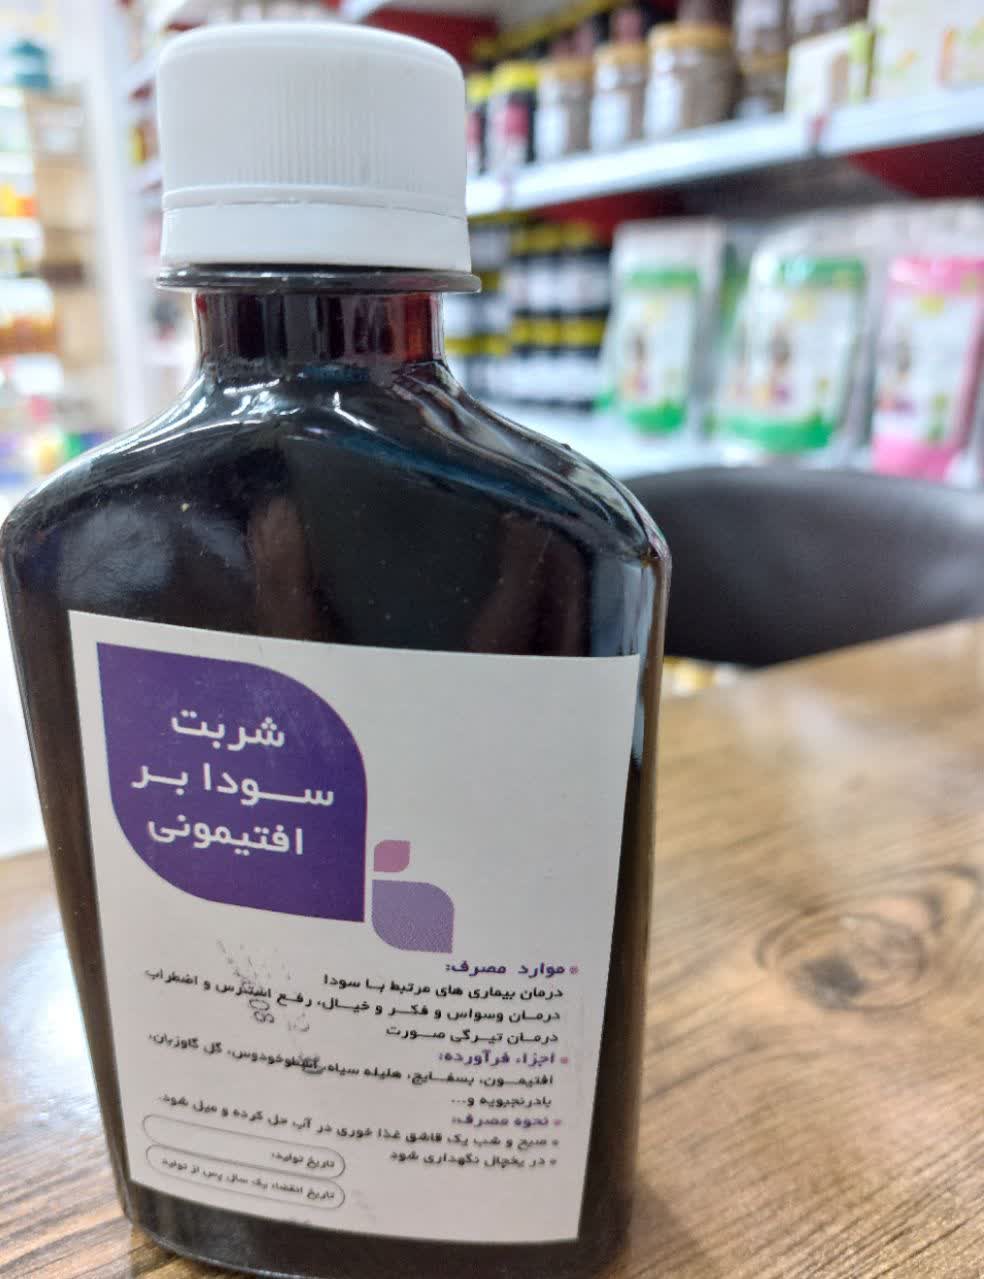 شربت
سودا بر
افتیمونی
موارد مصرف:
درمان بیماری های مرتبط با سودا
درمان وسواس و فکر و خیال، رفع استرس و اضطراب
درمان تیرگی صورت
اجزاء فرآورده:
افتیمون، بسفایج، هلیله سیاه، اسطوخودوس، گل گاوزبان،
بادرنجبویه و...
نحوه مصرف:
صبح و شب یک قاشق غذا خوری در آب حل کرده و میل شود.
در یخچال نگهداری شود
تاریخ تولید:
تاریخ انقضا: یک سال پس از تولید